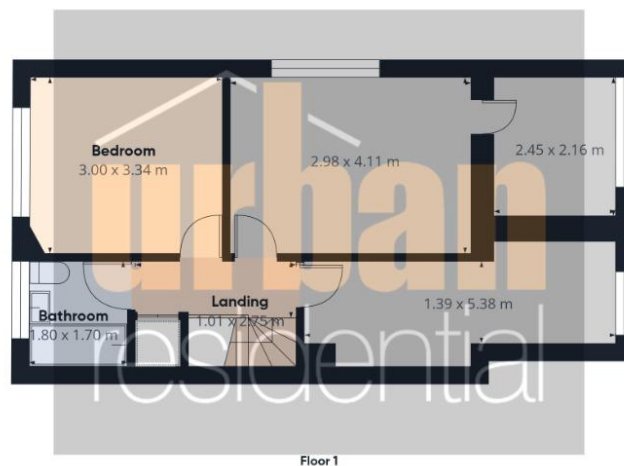 Bedroom
3.00 x 3.34 m
2.98 x 4.11 m
2.45 x 2.16 m
urban
residential
Landing
1.01 x 2.75 m
1.39 x 5.38 m
Bathroom
1.80 x 1.70 m
Floor 1